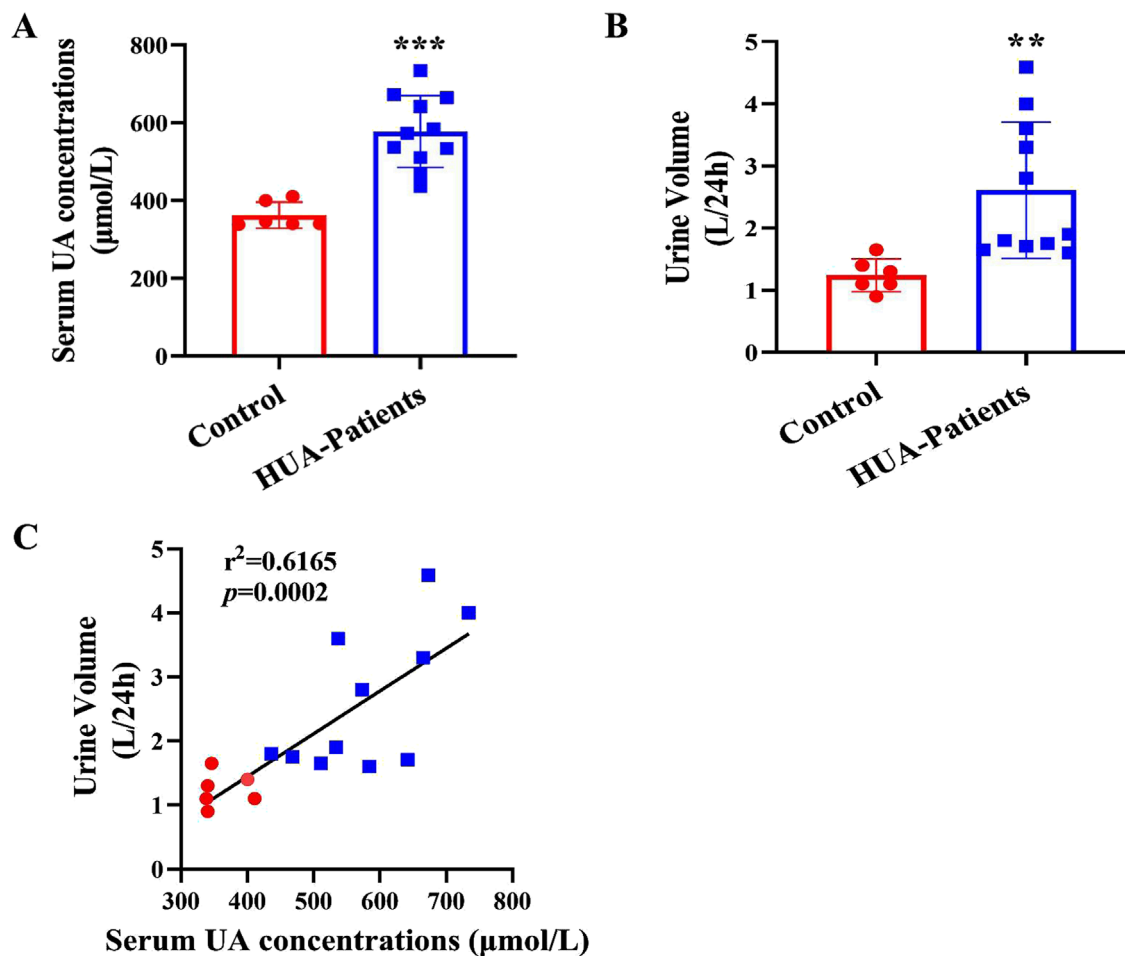 A
Serum UA concentrations
(µmol/L)
800
600
400
200
0
***
Control
HUA-Patients
B
Urine Volume
(L/24h)
5
4
3
2
1
0
**
Control
HUA-Patients
C
Urine Volume
(L/24h)
5
4
3
2
1
0
r²=0.6165
p=0.0002
300 400 500 600 700 800
Serum UA concentrations (µmol/L)